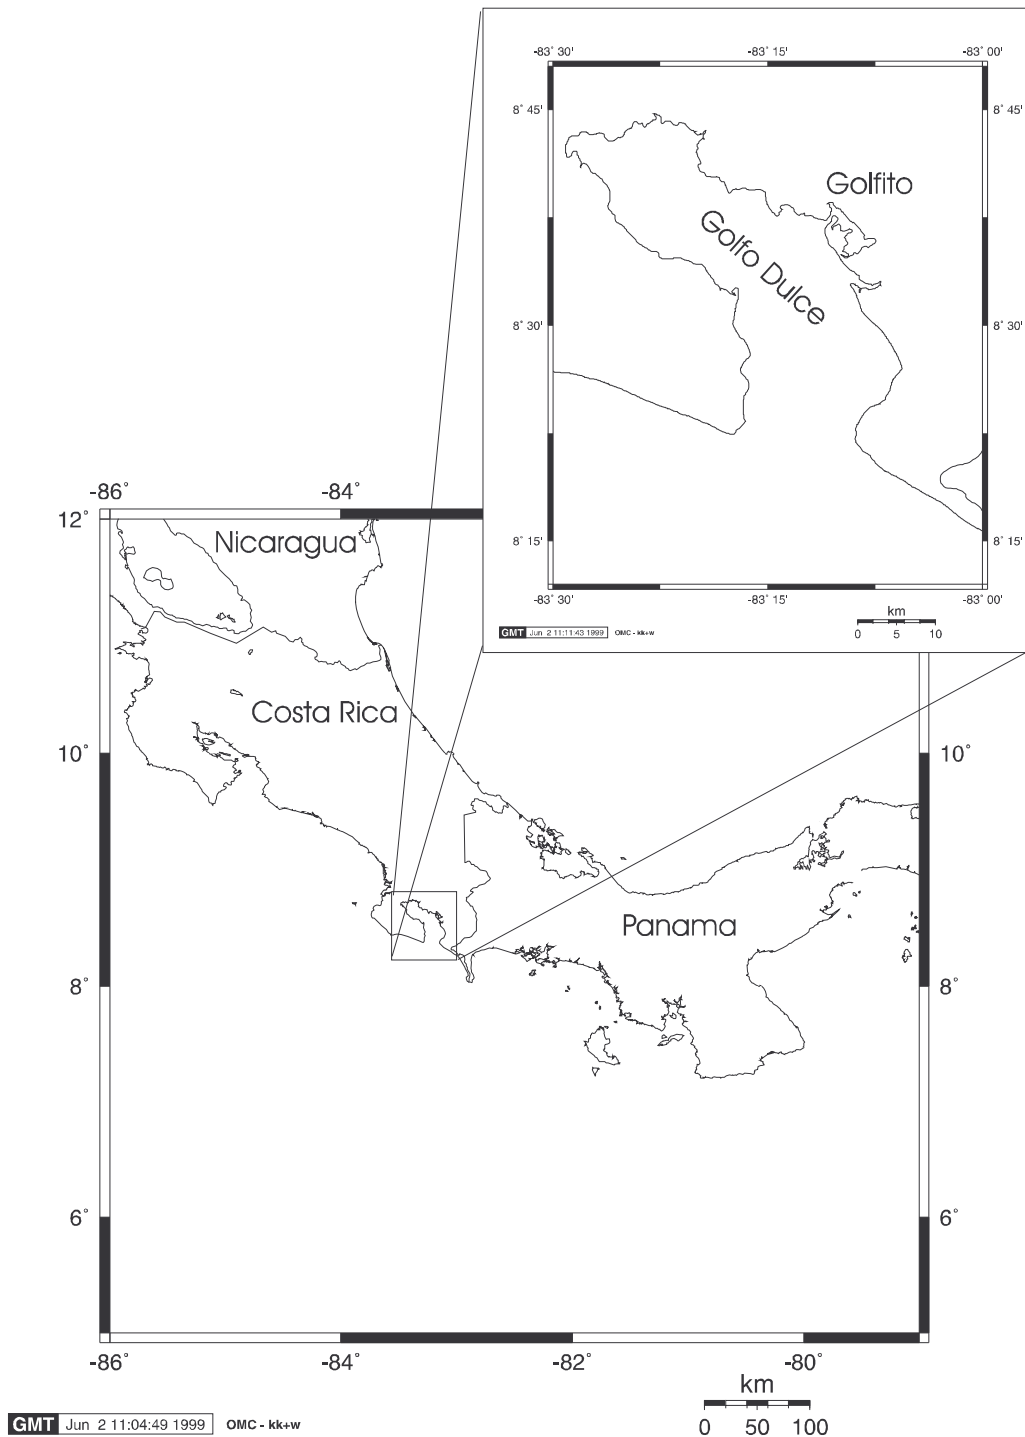 -83° 30' -83° 15' -83° 00'
8° 45' 8° 45'
Golfito
Golfo Dulce
8° 30' 8° 30'
8° 15' 8° 15'
-83° 30' -83° 15' -83° 00'
km
0 5 10
GMT Jun 2 11:11:43 1999 OMC - kk+w
-86° -84°
12°
Nicaragua
Costa Rica
10° 10°
Panama
8° 8°
6° 6°
-86° -84° -82° -80°
km
0 50 100
GMT Jun 2 11:04:49 1999 OMC - kk+w